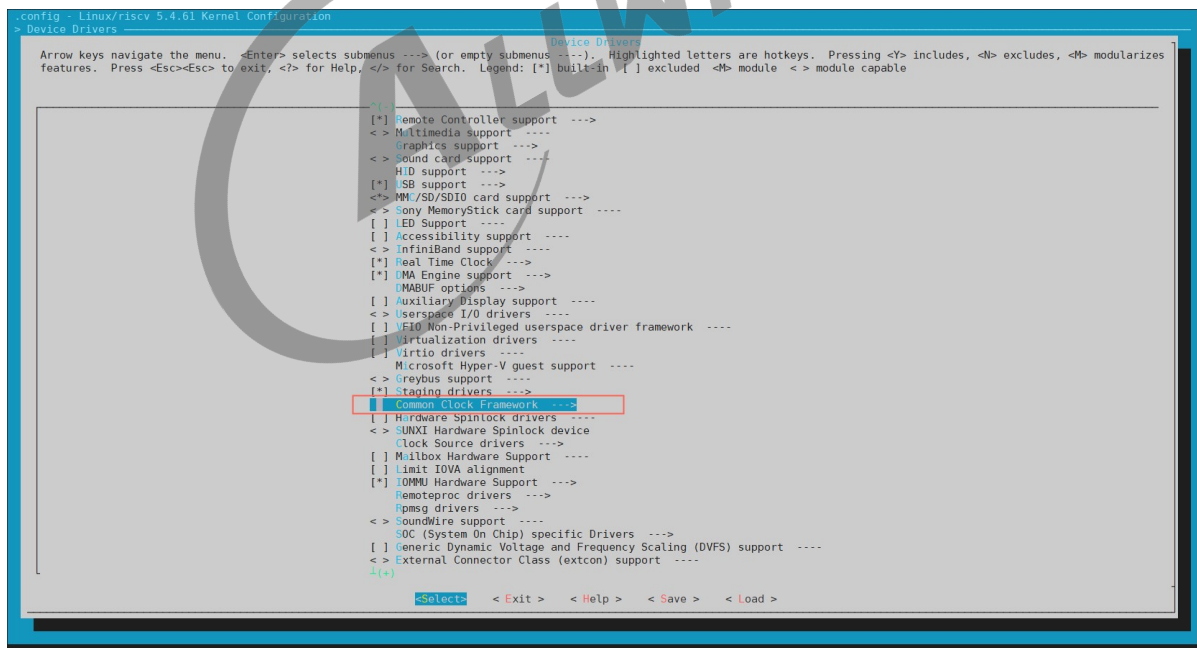 .config - Linux/riscv 5.4.61 Kernel Configuration
> Device Drivers
Device Drivers
Arrow keys navigate the menu. <Enter> selects submenus ---> (or empty submenus ----). Highlighted letters are hotkeys. Pressing <Y> includes, <N> excludes, <M> modularizes
features. Press <Esc><Esc> to exit, <?> for Help, </> for Search. Legend: [*] built-in [ ] excluded <M> module < > module capable
^(-)
[*] Remote Controller support --->
< > Multimedia support ----
Graphics support --->
< > Sound card support ----
HID support --->
[*] USB support --->
<*> MMC/SD/SDIO card support --->
< > Sony MemoryStick card support ----
[ ] LED Support ----
[ ] Accessibility support ----
< > InfiniBand support ----
[*] Real Time Clock --->
[*] DMA Engine support --->
DMABUF options --->
[ ] Auxiliary Display support ----
< > Userspace I/O drivers ----
[ ] VFIO Non-Privileged userspace driver framework ----
[ ] Virtualization drivers ----
[ ] Virtio drivers ----
Microsoft Hyper-V guest support ----
< > Greybus support ----
[*] Staging drivers --->
Common Clock Framework --->
[ ] Hardware Spinlock drivers ----
< > SUNXI Hardware Spinlock device
Clock Source drivers --->
[ ] Mailbox Hardware Support ----
[ ] Limit IOVA alignment
[*] IOMMU Hardware Support --->
Remoteproc drivers --->
Rpmsg drivers --->
< > SoundWire support ----
SOC (System On Chip) specific Drivers --->
[ ] Generic Dynamic Voltage and Frequency Scaling (DVFS) support ----
< > External Connector Class (extcon) support ----
┴(+)
<Select> < Exit > < Help > < Save > < Load >